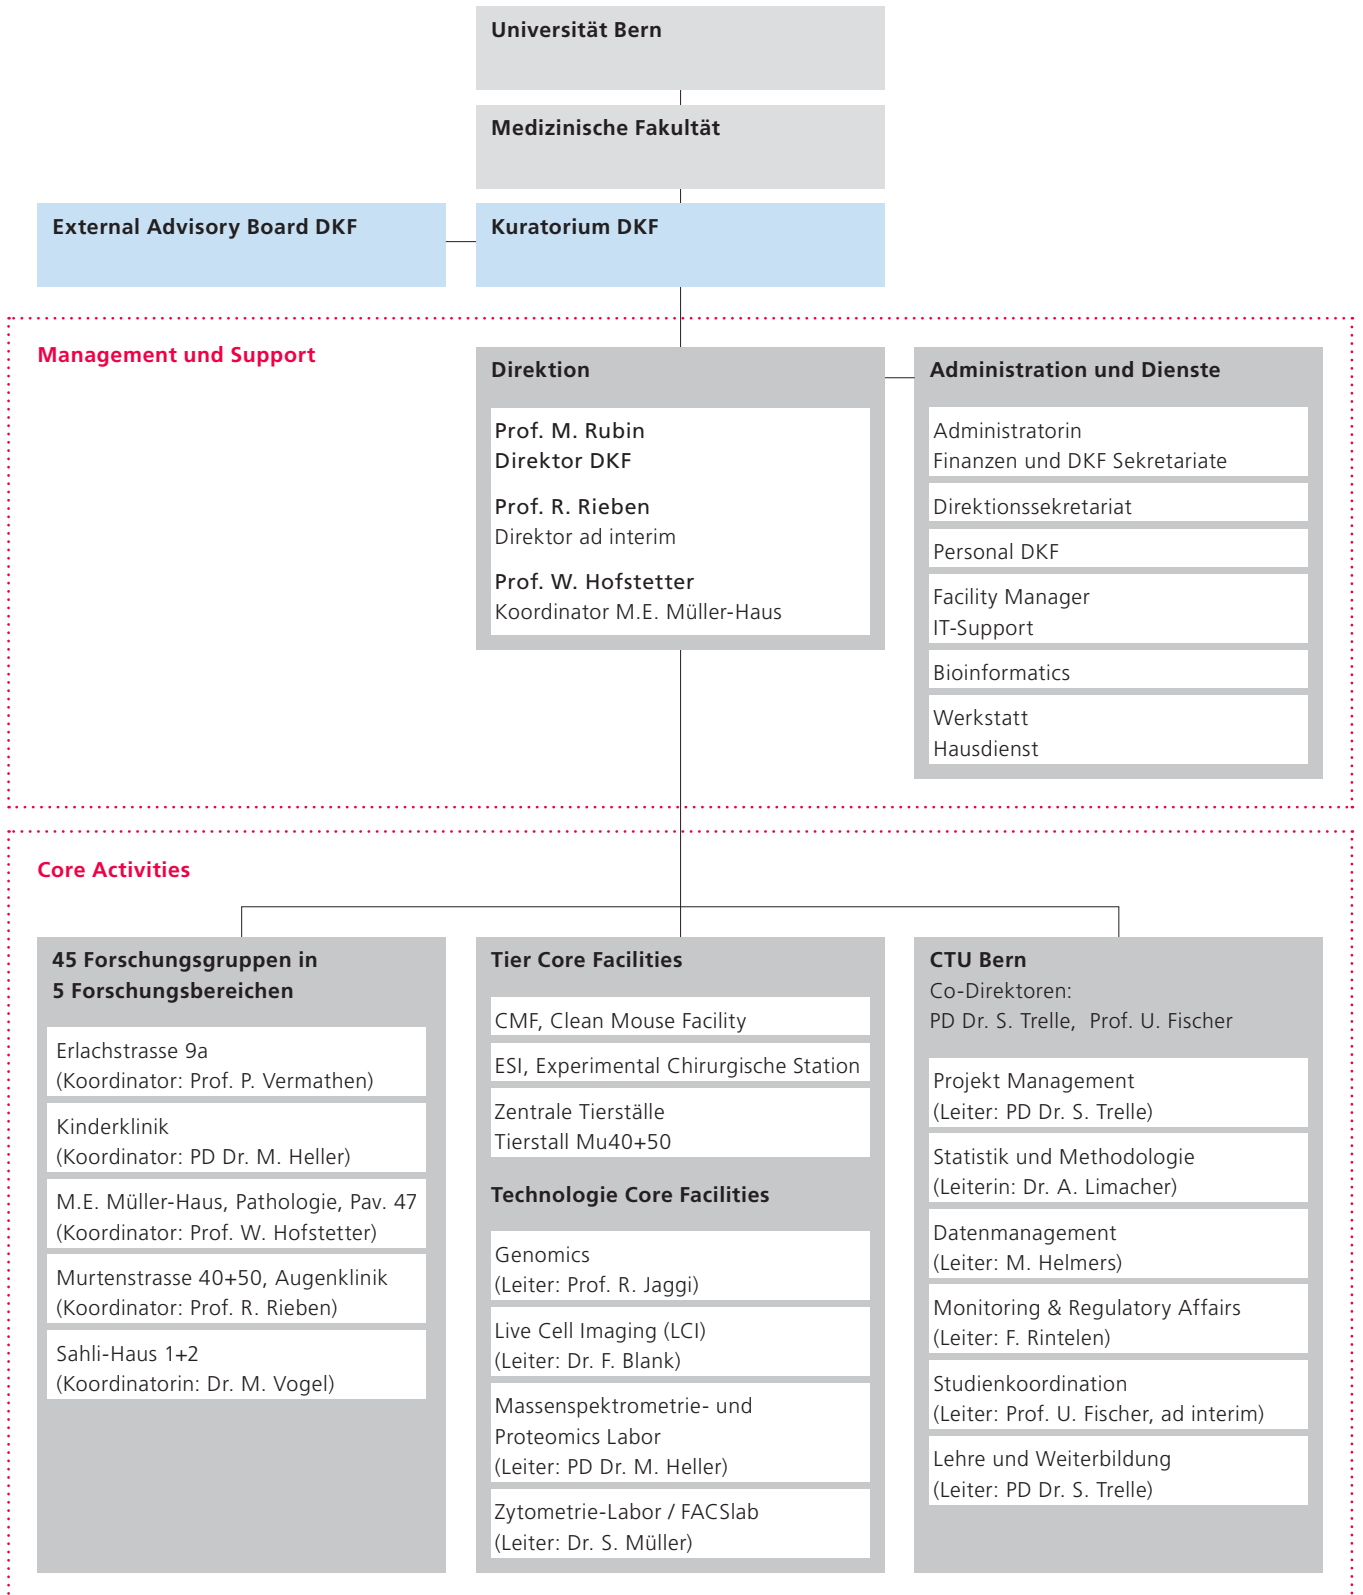 Universität Bern
Medizinische Fakultät
External Advisory Board DKF
Kuratorium DKF
Management und Support
Direktion
Prof. M. Rubin
Direktor DKF
Prof. R. Rieben
Direktor ad interim
Prof. W. Hofstetter
Koordinator M.E. Müller-Haus
Administration und Dienste
Administratorin
Finanzen und DKF Sekretariate
Direktionssekretariat
Personal DKF
Facility Manager
IT-Support
Bioinformatics
Werkstatt
Hausdienst
Core Activities
45 Forschungsgruppen in
5 Forschungsbereichen
Erlachstrasse 9a
(Koordinator: Prof. P. Vermathen)
Kinderklinik
(Koordinator: PD Dr. M. Heller)
M.E. Müller-Haus, Pathologie, Pav. 47
(Koordinator: Prof. W. Hofstetter)
Murtenstrasse 40+50, Augenklinik
(Koordinator: Prof. R. Rieben)
Sahli-Haus 1+2
(Koordinatorin: Dr. M. Vogel)
Tier Core Facilities
CMF, Clean Mouse Facility
ESI, Experimental Chirurgische Station
Zentrale Tierställe
Tierstall Mu40+50
Technologie Core Facilities
Genomics
(Leiter: Prof. R. Jaggi)
Live Cell Imaging (LCI)
(Leiter: Dr. F. Blank)
Massenspektrometrie- und
Proteomics Labor
(Leiter: PD Dr. M. Heller)
Zytometrie-Labor / FACSlab
(Leiter: Dr. S. Müller)
CTU Bern
Co-Direktoren:
PD Dr. S. Trelle, Prof. U. Fischer
Projekt Management
(Leiter: PD Dr. S. Trelle)
Statistik und Methodologie
(Leiterin: Dr. A. Limacher)
Datenmanagement
(Leiter: M. Helmers)
Monitoring & Regulatory Affairs
(Leiter: F. Rintelen)
Studienkoordination
(Leiter: Prof. U. Fischer, ad interim)
Lehre und Weiterbildung
(Leiter: PD Dr. S. Trelle)